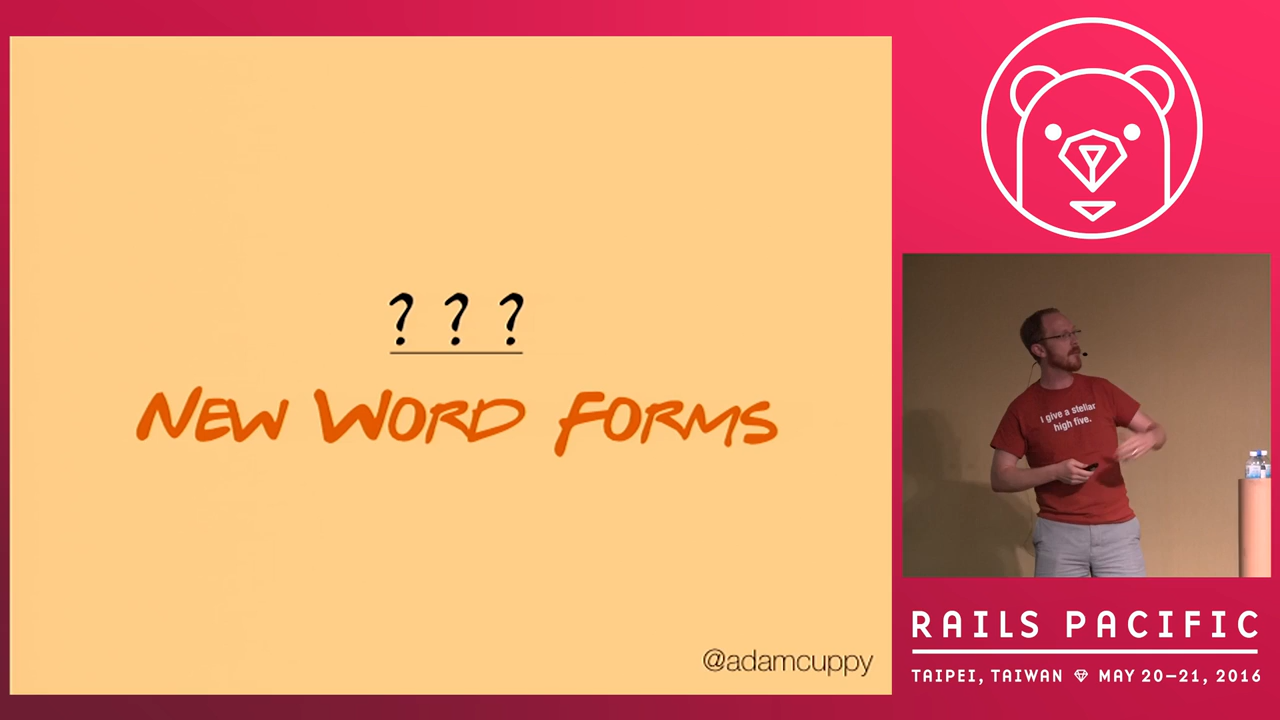 ? ? ?
NEW WORD FORMS
@adamcuppy
I give a stellar
high five.
RAILS PACIFIC
TAIPEI, TAIWAN MAY 20–21, 2016